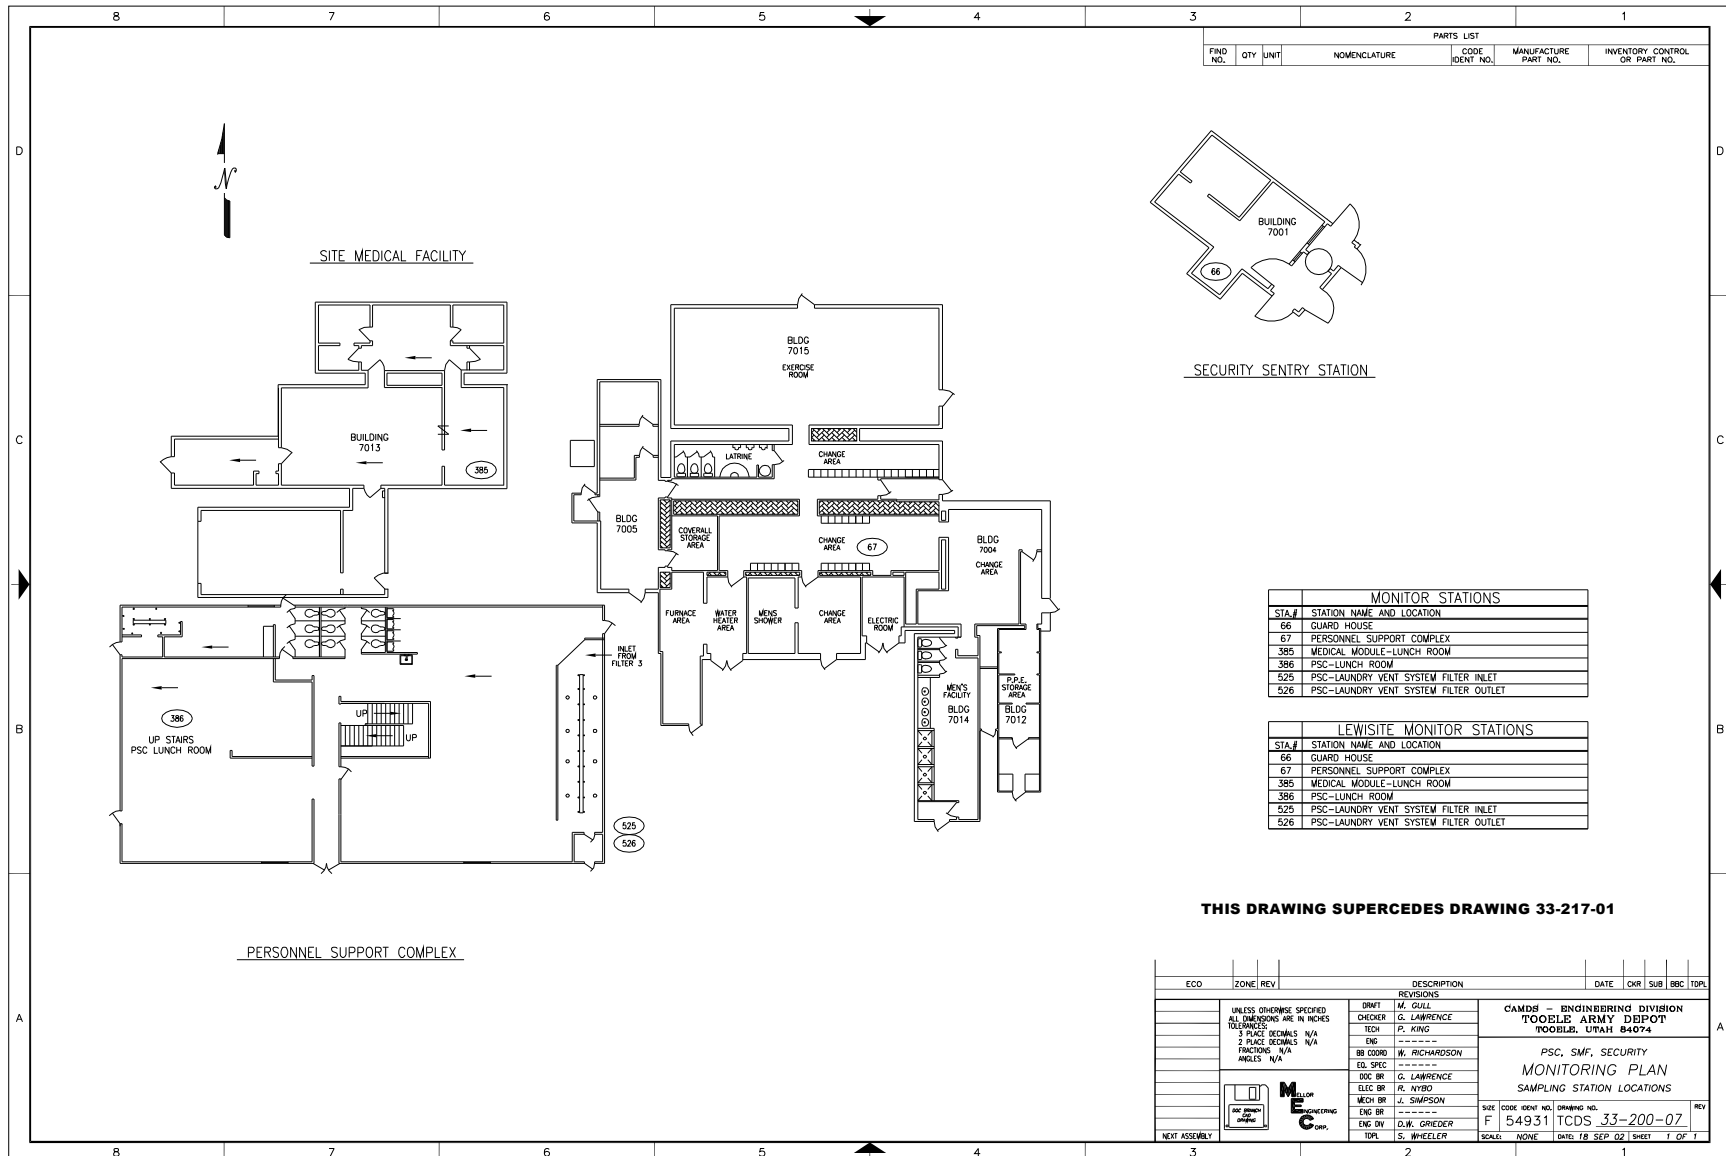 8 7 6 5 4 3 2 1
PARTS LIST
FIND NO. QTY UNIT NOMENCLATURE CODE IDENT NO. MANUFACTURE PART NO. INVENTORY CONTROL OR PART NO.
D D
N
SITE MEDICAL FACILITY
BUILDING
7001
66
SECURITY SENTRY STATION
BLDG
7015
EXERCISE
ROOM
C C
BUILDING
7013
385
LATRINE
CHANGE
AREA
BLDG
7005
COVERALL
STORAGE
AREA
CHANGE
AREA
67
BLDG
7004
CHANGE
AREA
FURNACE
AREA
WATER
HEATER
AREA
MENS
SHOWER
CHANGE
AREA
ELECTRIC
ROOM
INLET
FROM
FILTER 3
MEN'S
FACILITY
BLDG
7014
P.P.E.
STORAGE
AREA
BLDG
7012
B B
386
UP STAIRS
PSC LUNCH ROOM
UP
UP
525
526
PERSONNEL SUPPORT COMPLEX
MONITOR STATIONS
STA.# STATION NAME AND LOCATION
66 GUARD HOUSE
67 PERSONNEL SUPPORT COMPLEX
385 MEDICAL MODULE-LUNCH ROOM
386 PSC-LUNCH ROOM
525 PSC-LAUNDRY VENT SYSTEM FILTER INLET
526 PSC-LAUNDRY VENT SYSTEM FILTER OUTLET
LEWISITE MONITOR STATIONS
STA.# STATION NAME AND LOCATION
66 GUARD HOUSE
67 PERSONNEL SUPPORT COMPLEX
385 MEDICAL MODULE-LUNCH ROOM
386 PSC-LUNCH ROOM
525 PSC-LAUNDRY VENT SYSTEM FILTER INLET
526 PSC-LAUNDRY VENT SYSTEM FILTER OUTLET
THIS DRAWING SUPERCEDES DRAWING 33-217-01
ECO ZONE REV DESCRIPTION DATE CKR SUB BBC TDPL
REVISIONS
A A
UNLESS OTHERWISE SPECIFIED
ALL DIMENSIONS ARE IN INCHES
TOLERANCES:
3 PLACE DECIMALS N/A
2 PLACE DECIMALS N/A
FRACTIONS N/A
ANGLES N/A
DOC BRANCH
CAD
DRAWING
MELLOR
ENGINEERING
CORP.
NEXT ASSEMBLY
DRAFT M. GULL
CHECKER G. LAWRENCE
TECH P. KING
ENG ------
BB COORD W. RICHARDSON
EQ. SPEC ------
DOC BR G. LAWRENCE
ELEC BR R. NYBO
MECH BR J. SIMPSON
ENG BR ------
ENG DIV D.W. GRIEDER
TDPL S. WHEELER
CAMDS - ENGINEERING DIVISION
TOOELE ARMY DEPOT
TOOELE, UTAH 84074
PSC, SMF, SECURITY
MONITORING PLAN
SAMPLING STATION LOCATIONS
SIZE CODE IDENT NO. DRAWING NO. REV
F 54931 TCDS 33-200-07
SCALE: NONE DATE: 18 SEP 02 SHEET 1 OF 1
8 7 6 5 4 3 2 1